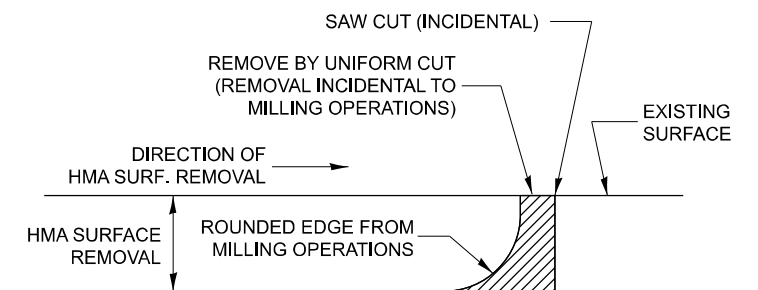 SAW CUT (INCIDENTAL)
REMOVE BY UNIFORM CUT
(REMOVAL INCIDENTAL TO
MILLING OPERATIONS)
EXISTING
SURFACE
DIRECTION OF
HMA SURF. REMOVAL
HMA SURFACE
REMOVAL
ROUNDED EDGE FROM
MILLING OPERATIONS